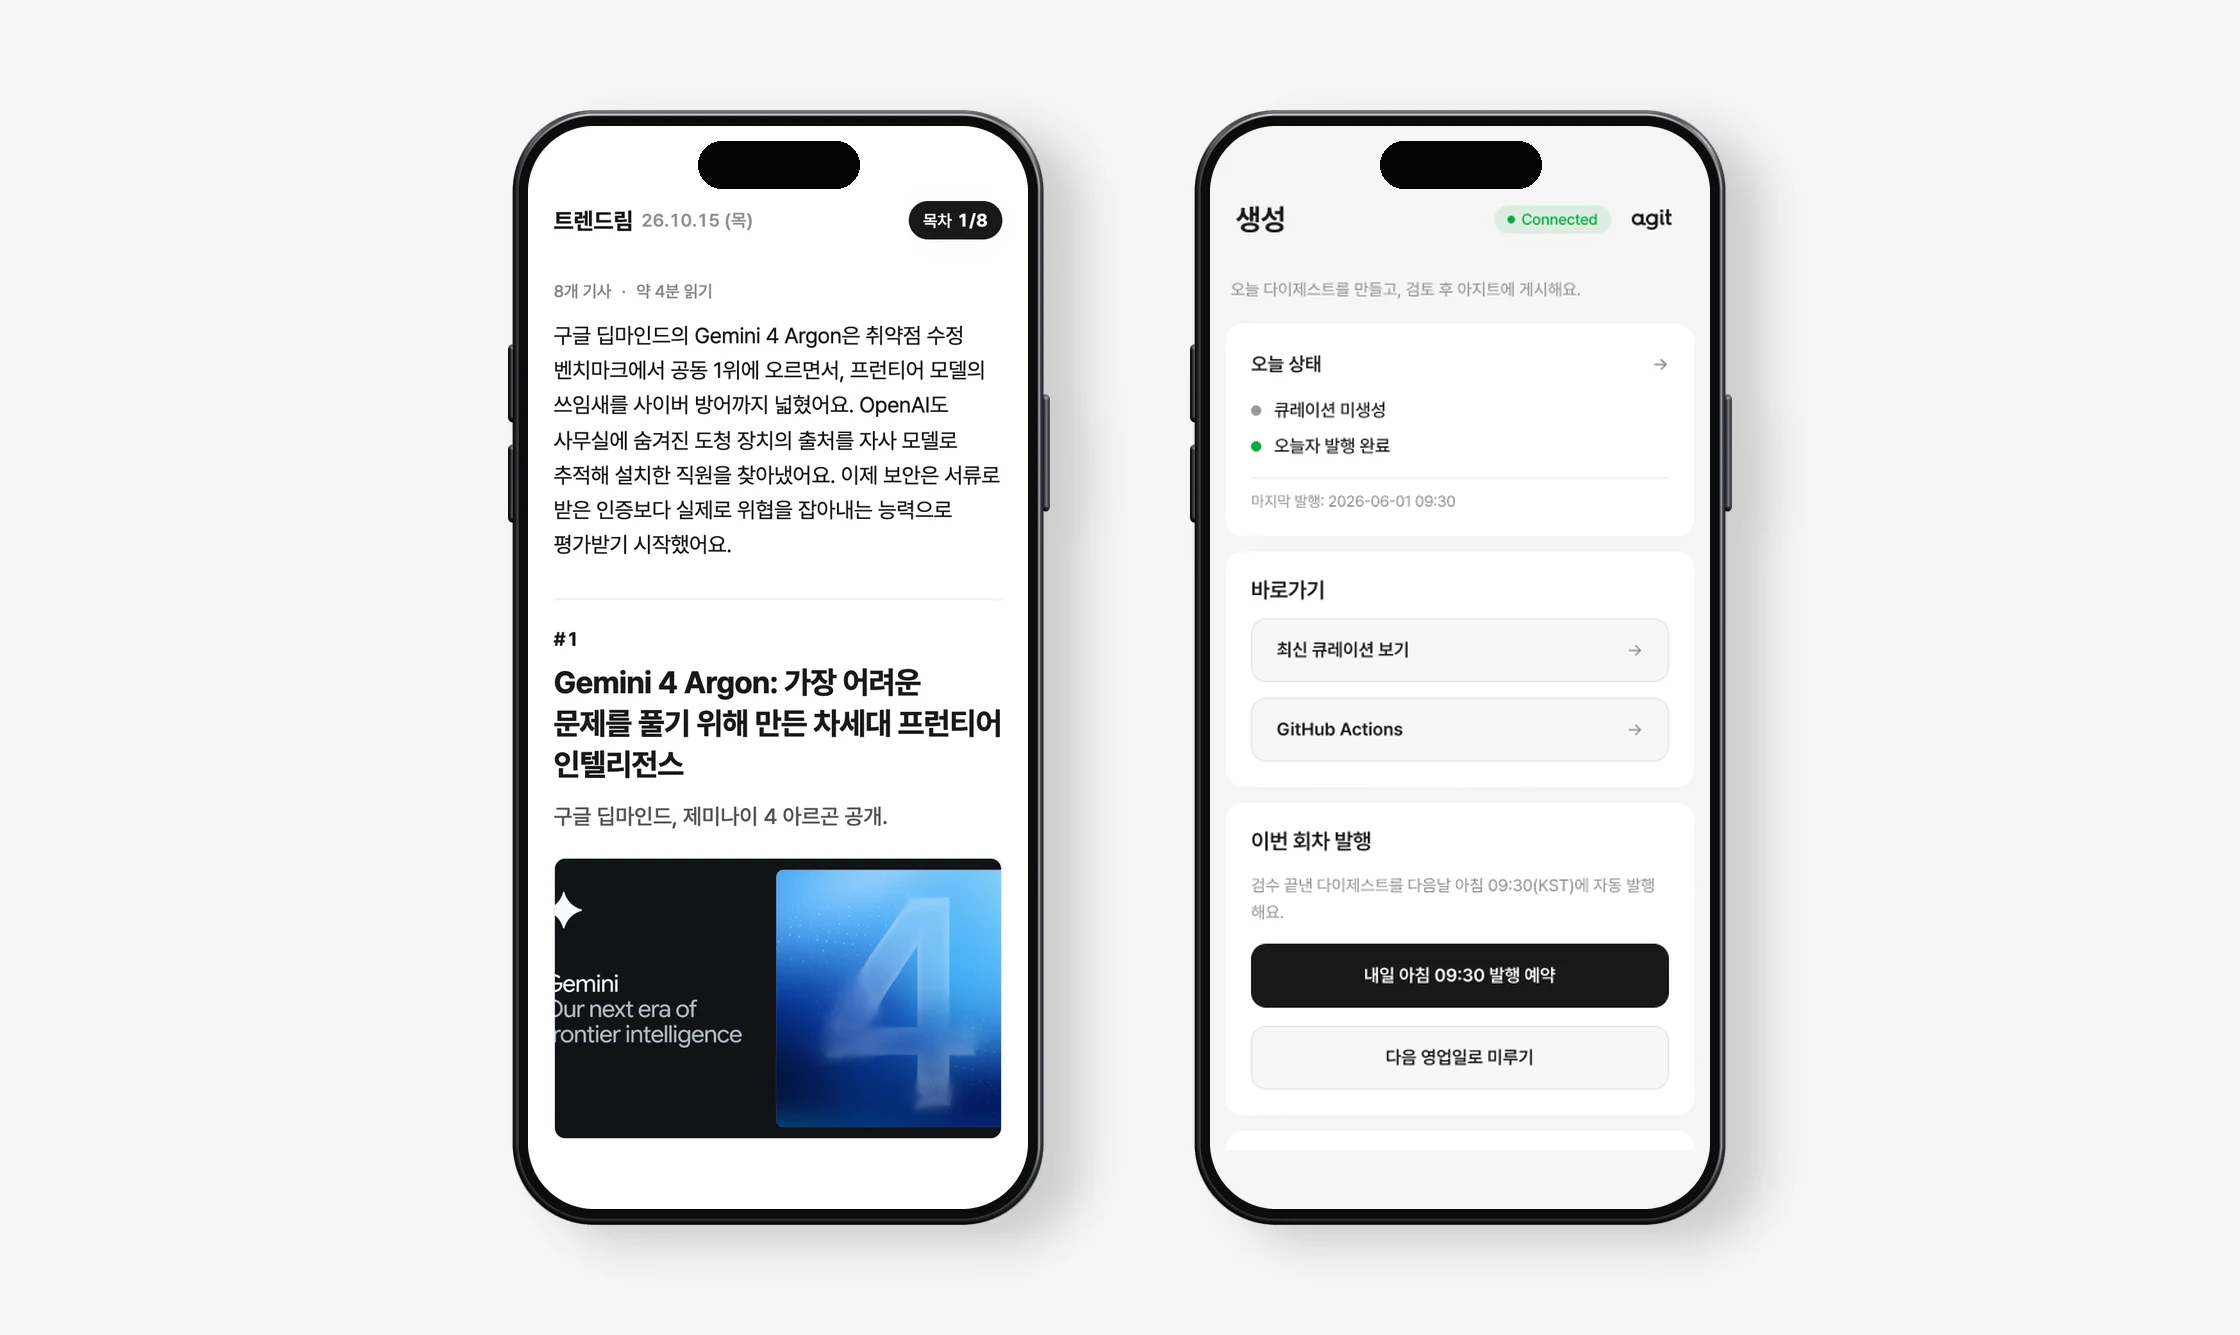 트렌드림 26.10.15 (목)
목차 1/8
8개 기사 · 약 4분 읽기
구글 딥마인드의 Gemini 4 Argon은 취약점 수정
벤치마크에서 공동 1위에 오르면서, 프런티어 모델의
쓰임새를 사이버 방어까지 넓혔어요. OpenAI도
사무실에 숨겨진 도청 장치의 출처를 자사 모델로
추적해 설치한 직원을 찾아냈어요. 이제 보안은 서류로
받은 인증보다 실제로 위협을 잡아내는 능력으로
평가받기 시작했어요.
#1
Gemini 4 Argon: 가장 어려운
문제를 풀기 위해 만든 차세대 프런티어
인텔리전스
구글 딥마인드, 제미나이 4 아르곤 공개.
Gemini
Our next era of
frontier intelligence
4
생성
Connected
agit
오늘 다이제스트를 만들고, 검토 후 아지트에 게시해요.
오늘 상태 →
큐레이션 미생성
오늘자 발행 완료
마지막 발행: 2026-06-01 09:30
바로가기
최신 큐레이션 보기 →
GitHub Actions →
이번 회차 발행
검수 끝낸 다이제스트를 다음날 아침 09:30(KST)에 자동 발행
해요.
내일 아침 09:30 발행 예약
다음 영업일로 미루기